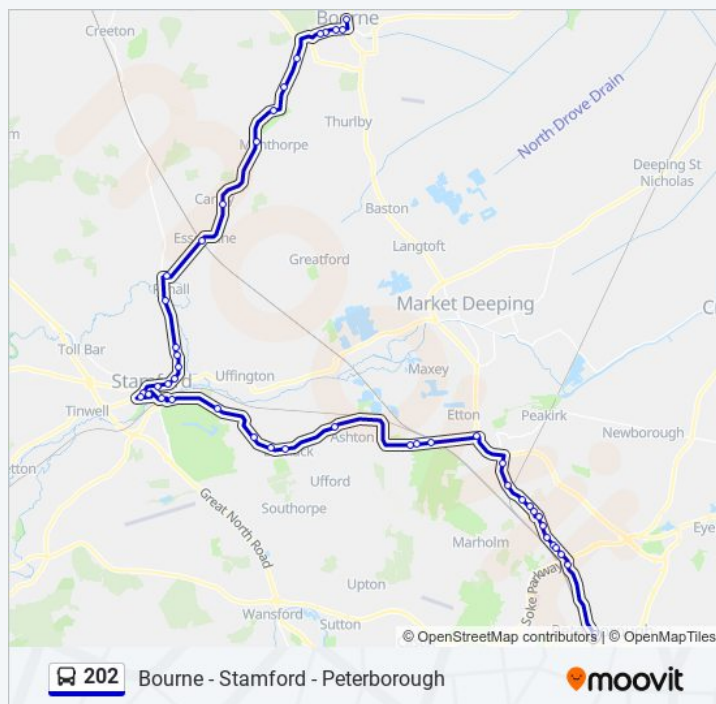 Bourne
Creeton
Thurlby
North Drove Drain
Deeping St
Nicholas
Baston
Langtoft
Greatford
Market Deeping
Toll Bar
Uffington
Maxey
Tinwell
Etton
Peakirk
Newborough
Ashton
Ufford
Southorpe
Great North Road
Marholm
Eye
Upton
Soke Parkway
Wansford
Sutton
© OpenStreetMap contributors | © OpenMapTiles
202 Bourne - Stamford - Peterborough
moovit